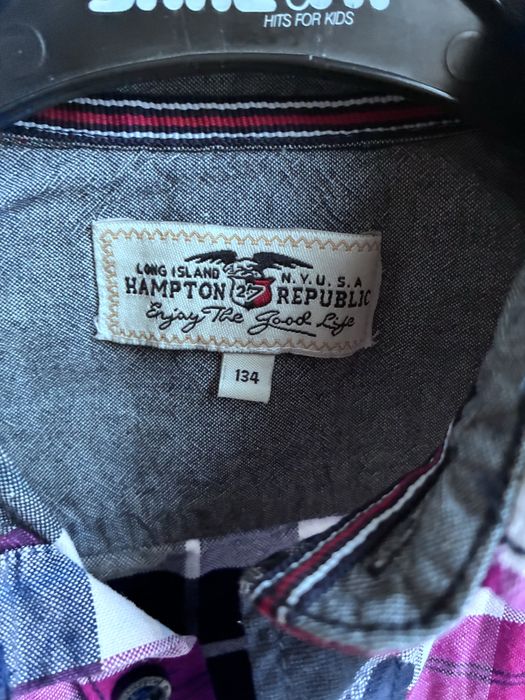 HITS FOR KIDS
LONG ISLAND N.Y.U.S.A
HAMPTON 27 REPUBLIC
Enjoy The Good Life
134